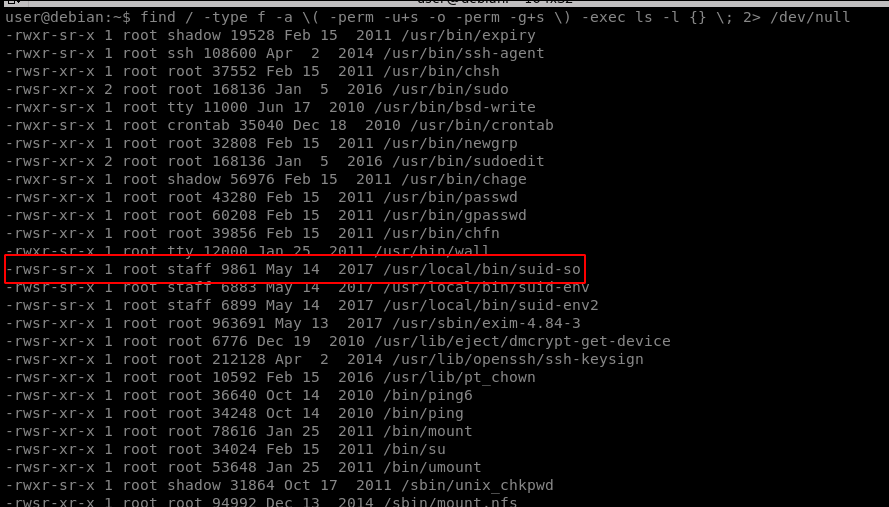 user@debian:~$ find / -type f -a \( -perm -u+s -o -perm -g+s \) -exec ls -l {} \; 2> /dev/null
-rwxr-sr-x 1 root shadow 19528 Feb 15  2011 /usr/bin/expiry
-rwxr-sr-x 1 root ssh 108600 Apr  2  2014 /usr/bin/ssh-agent
-rwsr-xr-x 1 root root 37552 Feb 15  2011 /usr/bin/chsh
-rwsr-xr-x 2 root root 168136 Jan  5  2016 /usr/bin/sudo
-rwxr-sr-x 1 root tty 11000 Jun 17  2010 /usr/bin/bsd-write
-rwxr-sr-x 1 root crontab 35040 Dec 18  2010 /usr/bin/crontab
-rwsr-xr-x 1 root root 32808 Feb 15  2011 /usr/bin/newgrp
-rwsr-xr-x 2 root root 168136 Jan  5  2016 /usr/bin/sudoedit
-rwxr-sr-x 1 root shadow 56976 Feb 15  2011 /usr/bin/chage
-rwsr-xr-x 1 root root 43280 Feb 15  2011 /usr/bin/passwd
-rwsr-xr-x 1 root root 60208 Feb 15  2011 /usr/bin/gpasswd
-rwsr-xr-x 1 root root 39856 Feb 15  2011 /usr/bin/chfn
-rwxr-sr-x 1 root tty 12000 Jan 25  2011 /usr/bin/wall
-rwsr-sr-x 1 root staff 9861 May 14  2017 /usr/local/bin/suid-so
-rwsr-sr-x 1 root staff 6883 May 14  2017 /usr/local/bin/suid-env
-rwsr-sr-x 1 root staff 6899 May 14  2017 /usr/local/bin/suid-env2
-rwsr-xr-x 1 root root 963691 May 13  2017 /usr/sbin/exim-4.84-3
-rwsr-xr-x 1 root root 6776 Dec 19  2010 /usr/lib/eject/dmcrypt-get-device
-rwsr-xr-x 1 root root 212128 Apr  2  2014 /usr/lib/openssh/ssh-keysign
-rwsr-xr-x 1 root root 10592 Feb 15  2016 /usr/lib/pt_chown
-rwsr-xr-x 1 root root 36640 Oct 14  2010 /bin/ping6
-rwsr-xr-x 1 root root 34248 Oct 14  2010 /bin/ping
-rwsr-xr-x 1 root root 78616 Jan 25  2011 /bin/mount
-rwsr-xr-x 1 root root 34024 Feb 15  2011 /bin/su
-rwsr-xr-x 1 root root 53648 Jan 25  2011 /bin/umount
-rwxr-sr-x 1 root shadow 31864 Oct 17  2011 /sbin/unix_chkpwd
-rwsr-xr-x 1 root root 94992 Dec 13  2014 /sbin/mount.nfs